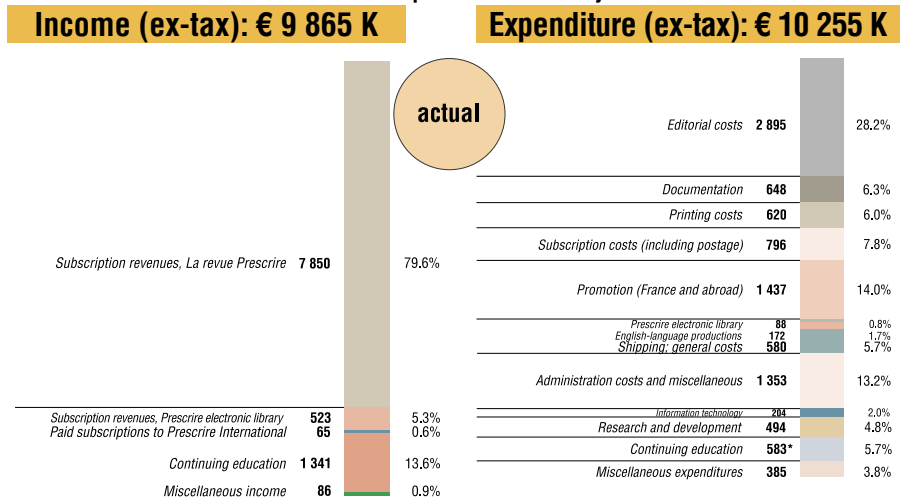 Income (ex-tax): € 9 865 K
Expenditure (ex-tax): € 10 255 K
actual
Subscription revenues, La revue Prescrire 7 850 79.6%
Subscription revenues, Prescrire electronic library 523 5.3%
Paid subscriptions to Prescrire International 65 0.6%
Continuing education 1 341 13.6%
Miscellaneous income 86 0.9%
Editorial costs 2 895 28.2%
Documentation 648 6.3%
Printing costs 620 6.0%
Subscription costs (including postage) 796 7.8%
Promotion (France and abroad) 1 437 14.0%
Prescrire electronic library 88 0.8%
English-language productions 172 1.7%
Shipping; general costs 580 5.7%
Administration costs and miscellaneous 1 353 13.2%
Information technology 204 2.0%
Research and development 494 4.8%
Continuing education 583* 5.7%
Miscellaneous expenditures 385 3.8%